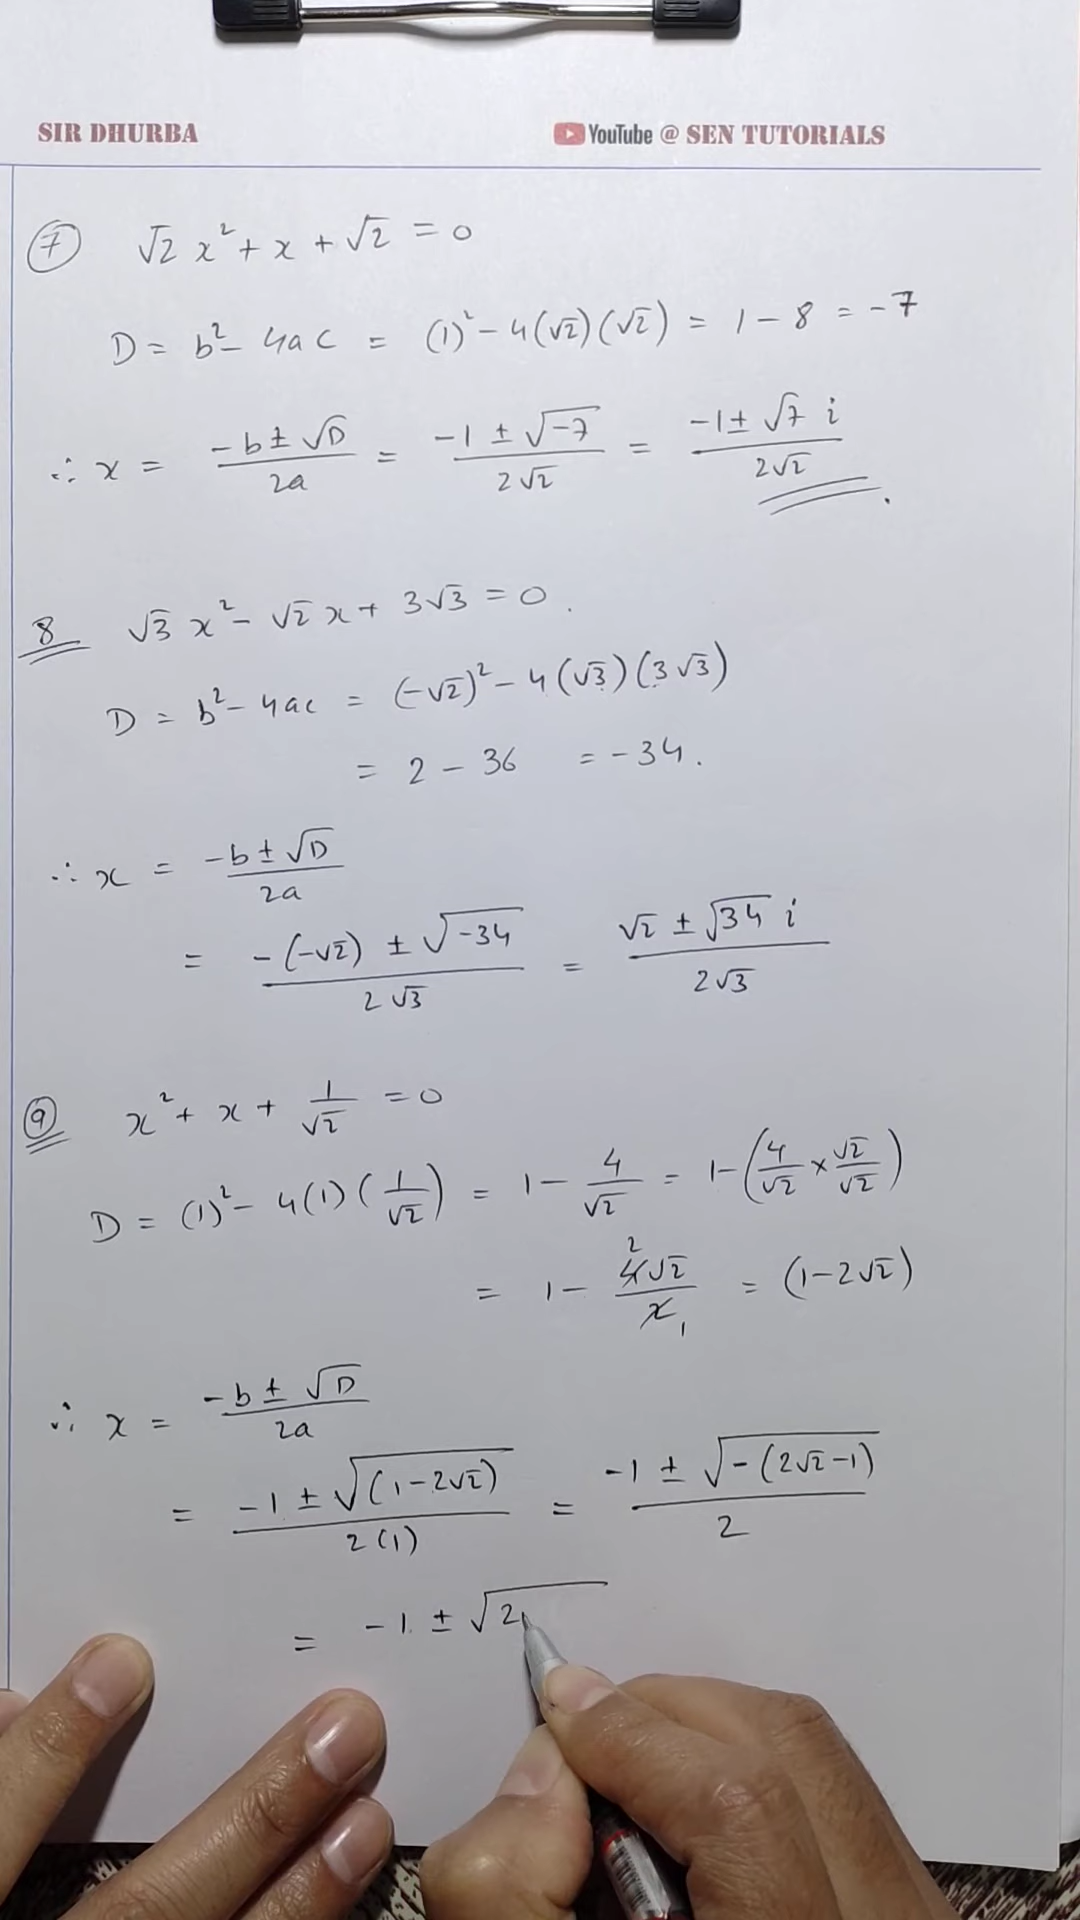 SIR DHURBA
YouTube @ SEN TUTORIALS
⑦ √2 x² + x + √2 = 0
D = b² - 4ac = (1)² - 4(√2)(√2) = 1 - 8 = -7
∴ x = (-b ± √D)/2a = (-1 ± √-7)/2√2 = (-1 ± √7 i)/2√2 .
8 √3 x² - √2 x + 3√3 = 0 .
D = b² - 4ac = (-√2)² - 4(√3)(3√3)
= 2 - 36 = -34 .
∴ x = (-b ± √D)/2a
= (-(-√2) ± √-34)/2√3 = (√2 ± √34 i)/2√3
⑨ x² + x + 1/√2 = 0
D = (1)² - 4(1)(1/√2) = 1 - 4/√2 = 1 - (4/√2 × √2/√2)
= 1 - 4√2/2 = (1 - 2√2)
∴ x = (-b ± √D)/2a
= (-1 ± √(1 - 2√2))/2(1) = (-1 ± √-(2√2 - 1))/2
= -1 ± √2